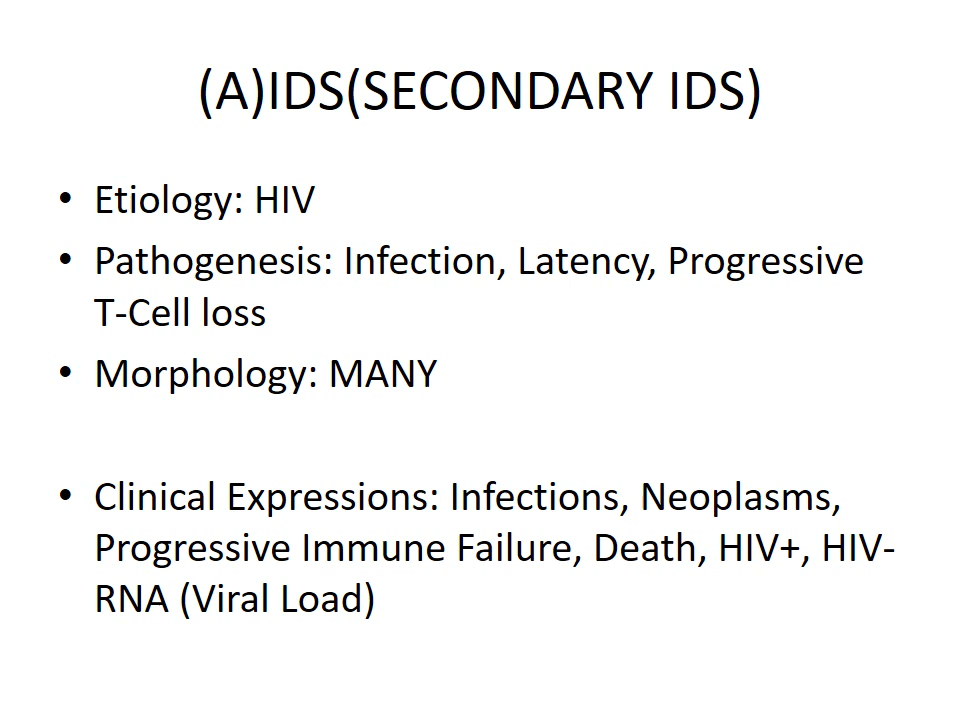 (A)IDS(SECONDARY IDS)
• Etiology: HIV
• Pathogenesis: Infection, Latency, Progressive
T-Cell loss
• Morphology: MANY
• Clinical Expressions: Infections, Neoplasms,
Progressive Immune Failure, Death, HIV+, HIV-
RNA (Viral Load)